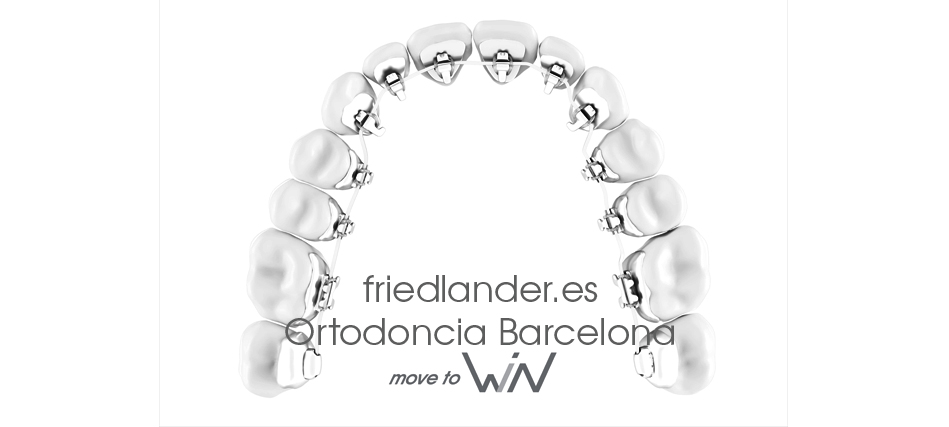 friedlander.es
Ortodoncia Barcelona
move to WIN